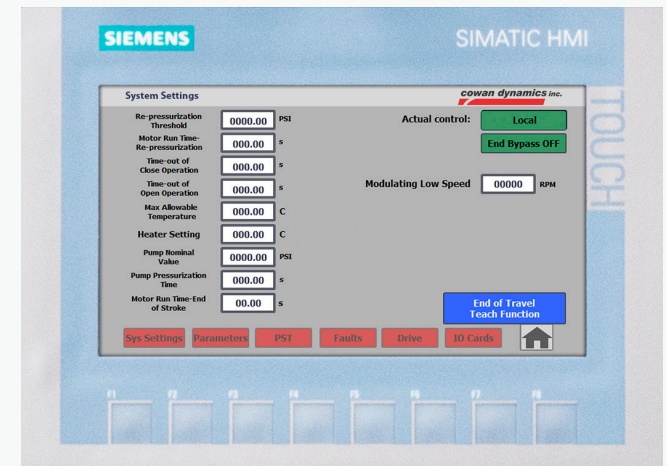 SIEMENS
SIMATIC HMI
TOUCH
System Settings
cowan dynamics inc.
Re-pressurization
Threshold
0000.00 PSI
Actual control:
Local
Motor Run Time-
Re-pressurization
000.00 s
End Bypass OFF
Time-out of
Close Operation
000.00 s
Time-out of
Open Operation
000.00 s
Modulating Low Speed
00000 RPM
Max Allowable
Temperature
000.00 C
Heater Setting
000.00 C
Pump Nominal
Value
0000.00 PSI
Pump Pressurization
Time
000.00 s
Motor Run Time-End
of Stroke
00.00 s
End of Travel
Teach Function
Sys Settings
Parameters
PST
Faults
Drive
IO Cards
F1
F2
F3
F4
F5
F6
F7
F8